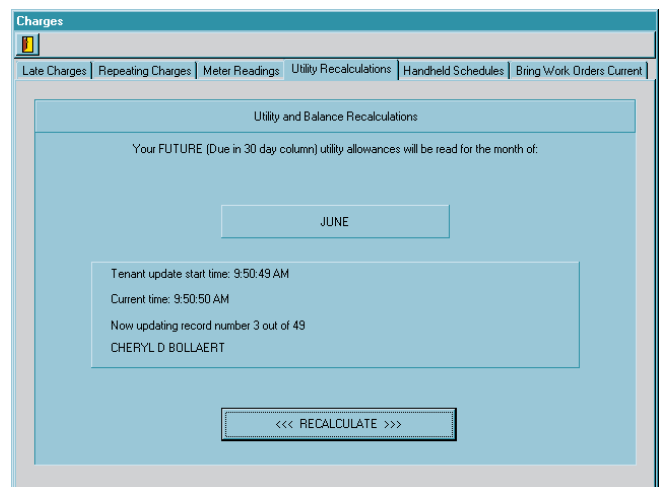 Charges
Late Charges Repeating Charges Meter Readings Utility Recalculations Handheld Schedules Bring Work Orders Current
Utility and Balance Recalculations
Your FUTURE (Due in 30 day column) utility allowances will be read for the month of:
JUNE
Tenant update start time: 9:50:49 AM
Current time: 9:50:50 AM
Now updating record number 3 out of 49
CHERYL D BOLLAERT
<<< RECALCULATE >>>